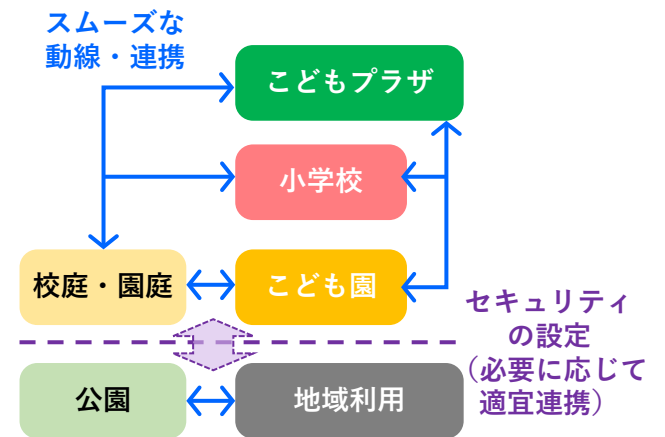 スムーズな
動線・連携
こどもプラザ
小学校
校庭・園庭
こども園
セキュリティ
の設定
（必要に応じて
適宜連携）
公園
地域利用